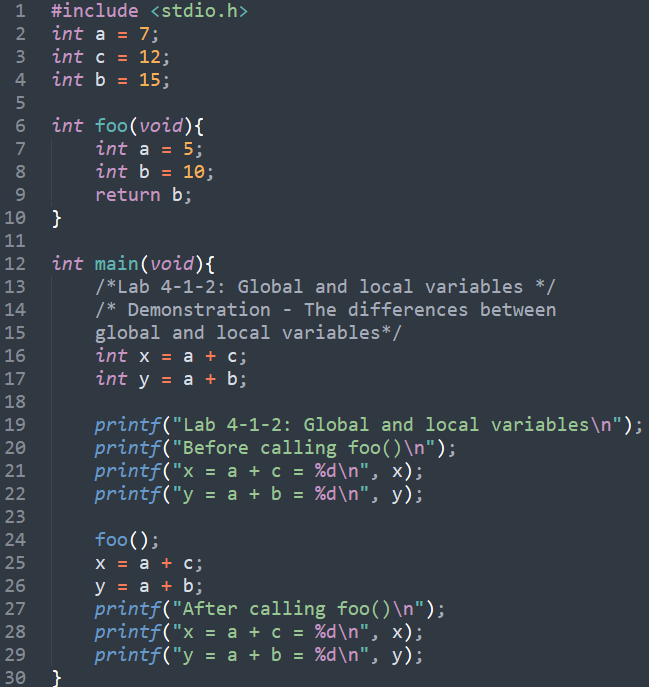 1 #include <stdio.h>
2 int a = 7;
3 int c = 12;
4 int b = 15;
5
6 int foo(void){
7     int a = 5;
8     int b = 10;
9     return b;
10 }
11
12 int main(void){
13     /*Lab 4-1-2: Global and local variables */
14     /* Demonstration - The differences between
15     global and local variables*/
16     int x = a + c;
17     int y = a + b;
18
19     printf("Lab 4-1-2: Global and local variables\n");
20     printf("Before calling foo()\n");
21     printf("x = a + c = %d\n", x);
22     printf("y = a + b = %d\n", y);
23
24     foo();
25     x = a + c;
26     y = a + b;
27     printf("After calling foo()\n");
28     printf("x = a + c = %d\n", x);
29     printf("y = a + b = %d\n", y);
30 }